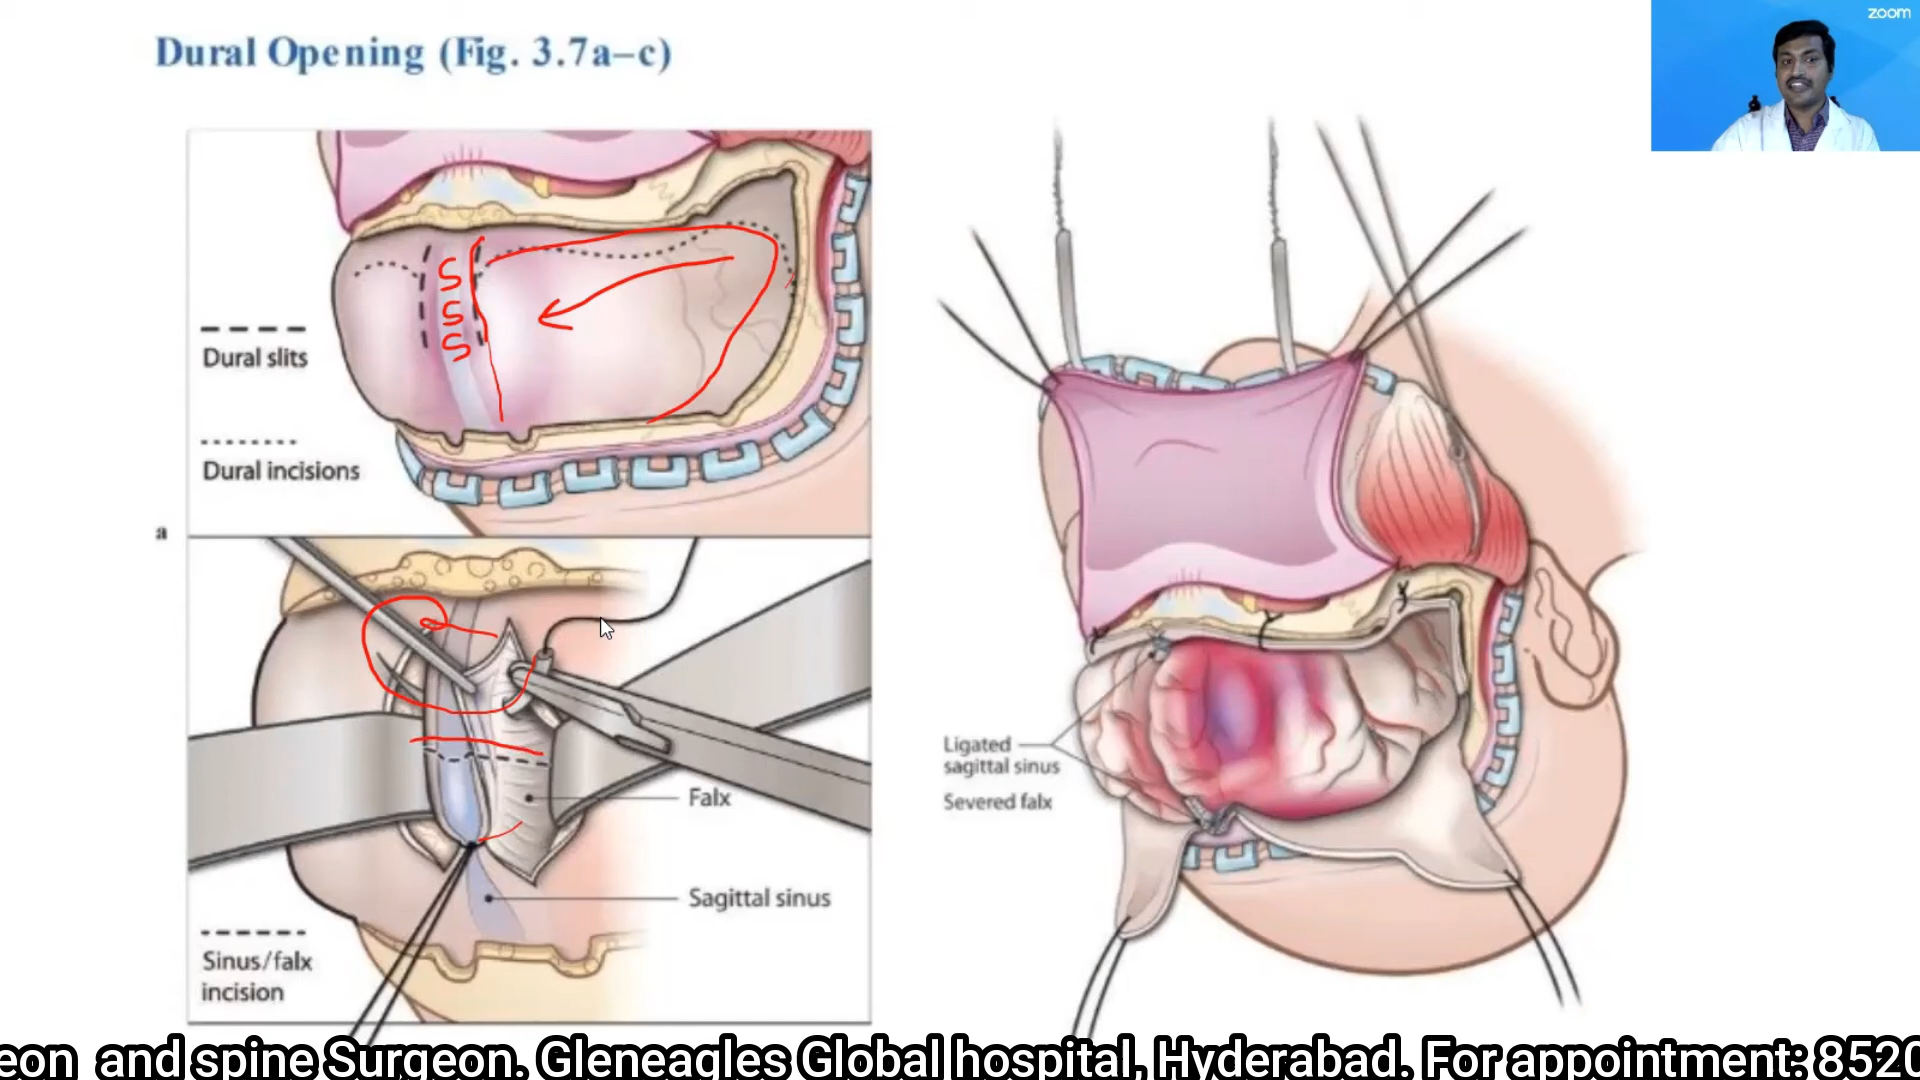 zoom
Dural Opening (Fig. 3.7a–c)
S
S
S
Dural slits
Dural incisions
a
Ligated
sagittal sinus
Severed falx
Falx
Sagittal sinus
Sinus/falx
incision
eon and spine Surgeon. Gleneagles Global hospital, Hyderabad. For appointment: 8520